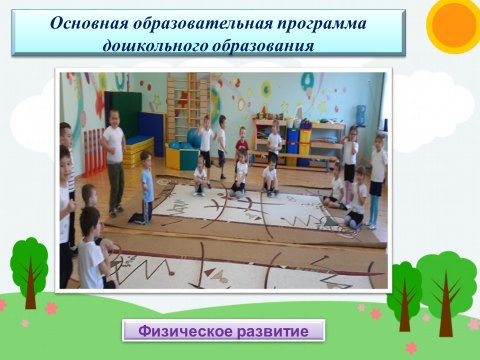 Основная образовательная программа
дошкольного образования
Физическое развитие